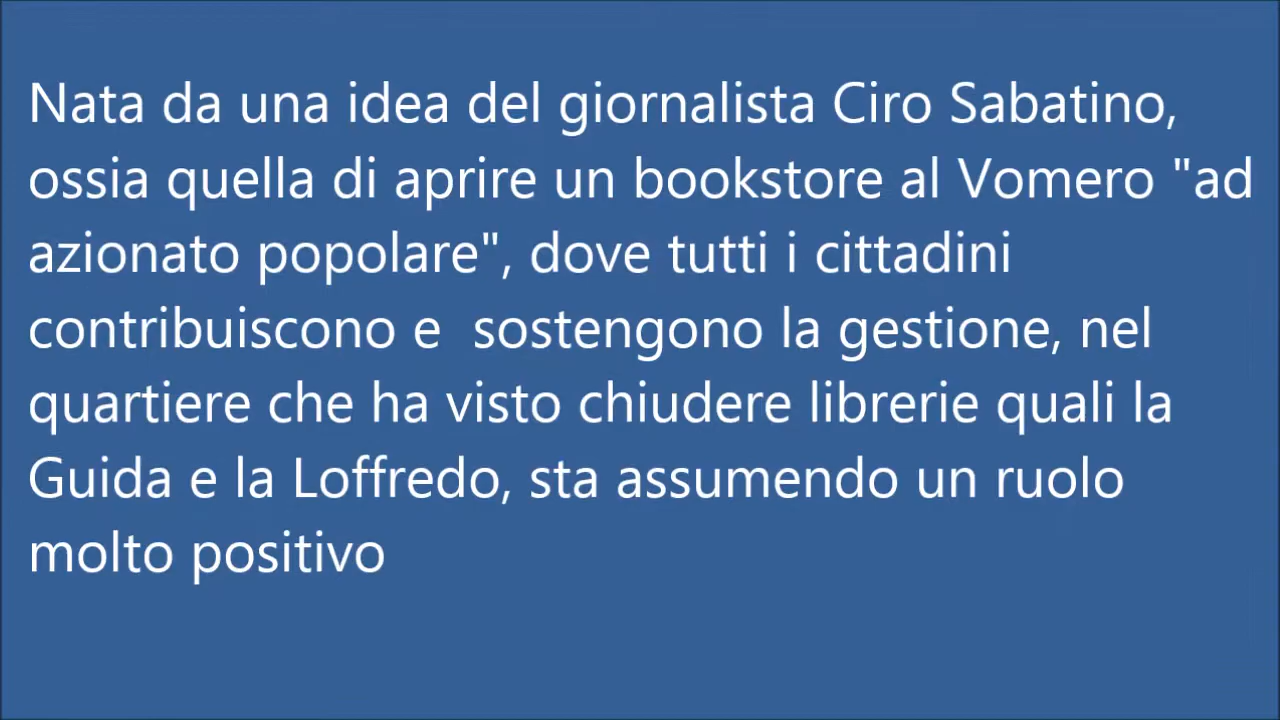 Nata da una idea del giornalista Ciro Sabatino,
ossia quella di aprire un bookstore al Vomero "ad
azionato popolare", dove tutti i cittadini
contribuiscono e  sostengono la gestione, nel
quartiere che ha visto chiudere librerie quali la
Guida e la Loffredo, sta assumendo un ruolo
molto positivo